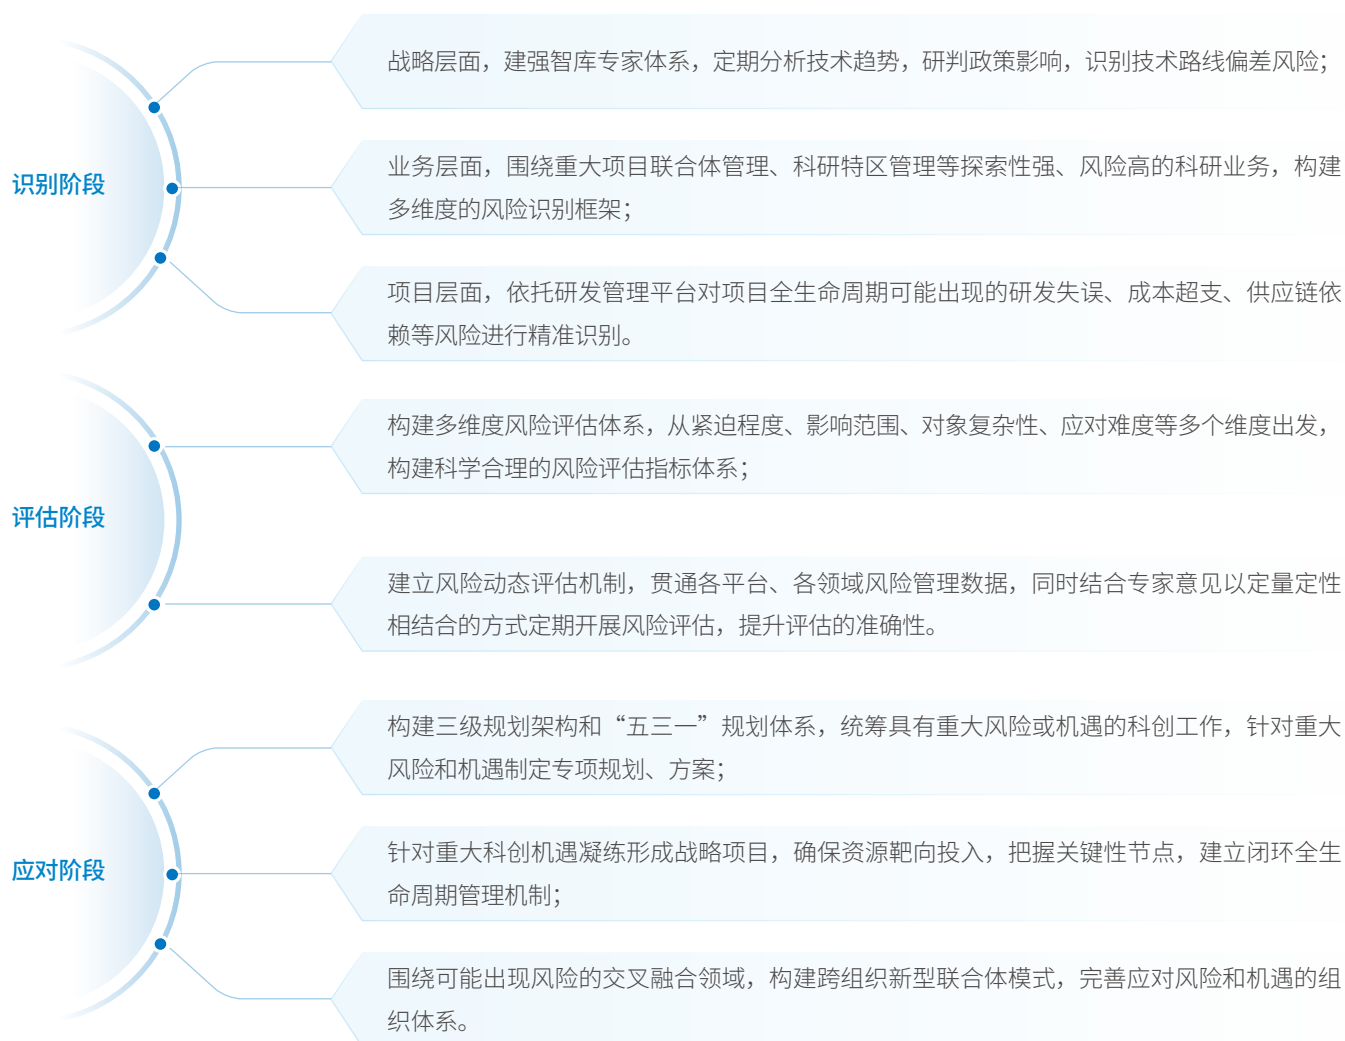 识别阶段
战略层面，建强智库专家体系，定期分析技术趋势，研判政策影响，识别技术路线偏差风险；
业务层面，围绕重大项目联合体管理、科研特区管理等探索性强、风险高的科研业务，构建
多维度的风险识别框架；
项目层面，依托研发管理平台对项目全生命周期可能出现的研发失误、成本超支、供应链依
赖等风险进行精准识别。
评估阶段
构建多维度风险评估体系，从紧迫程度、影响范围、对象复杂性、应对难度等多个维度出发，
构建科学合理的风险评估指标体系；
建立风险动态评估机制，贯通各平台、各领域风险管理数据，同时结合专家意见以定量定性
相结合的方式定期开展风险评估，提升评估的准确性。
应对阶段
构建三级规划架构和“五三一”规划体系，统筹具有重大风险或机遇的科创工作，针对重大
风险和机遇制定专项规划、方案；
针对重大科创机遇凝练形成战略项目，确保资源靶向投入，把握关键性节点，建立闭环全生
命周期管理机制；
围绕可能出现风险的交叉融合领域，构建跨组织新型联合体模式，完善应对风险和机遇的组
织体系。